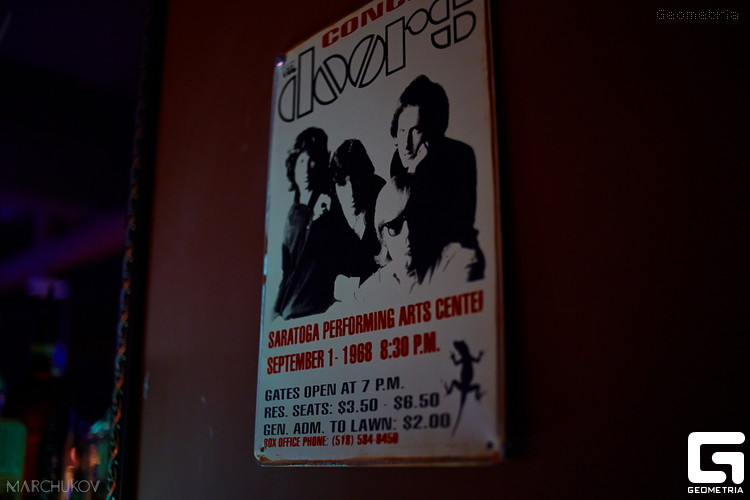 Geometria
CONC
doors
SARATOGA PERFORMING ARTS CENTER
SEPTEMBER 1 - 1968 8:30 P.M.
GATES OPEN AT 7 P.M.
RES. SEATS: $3.50 - $6.50
GEN. ADM. TO LAWN: $2.00
BOX OFFICE PHONE: (518) 584-8450
MARCHUKOV
GEOMETRIA